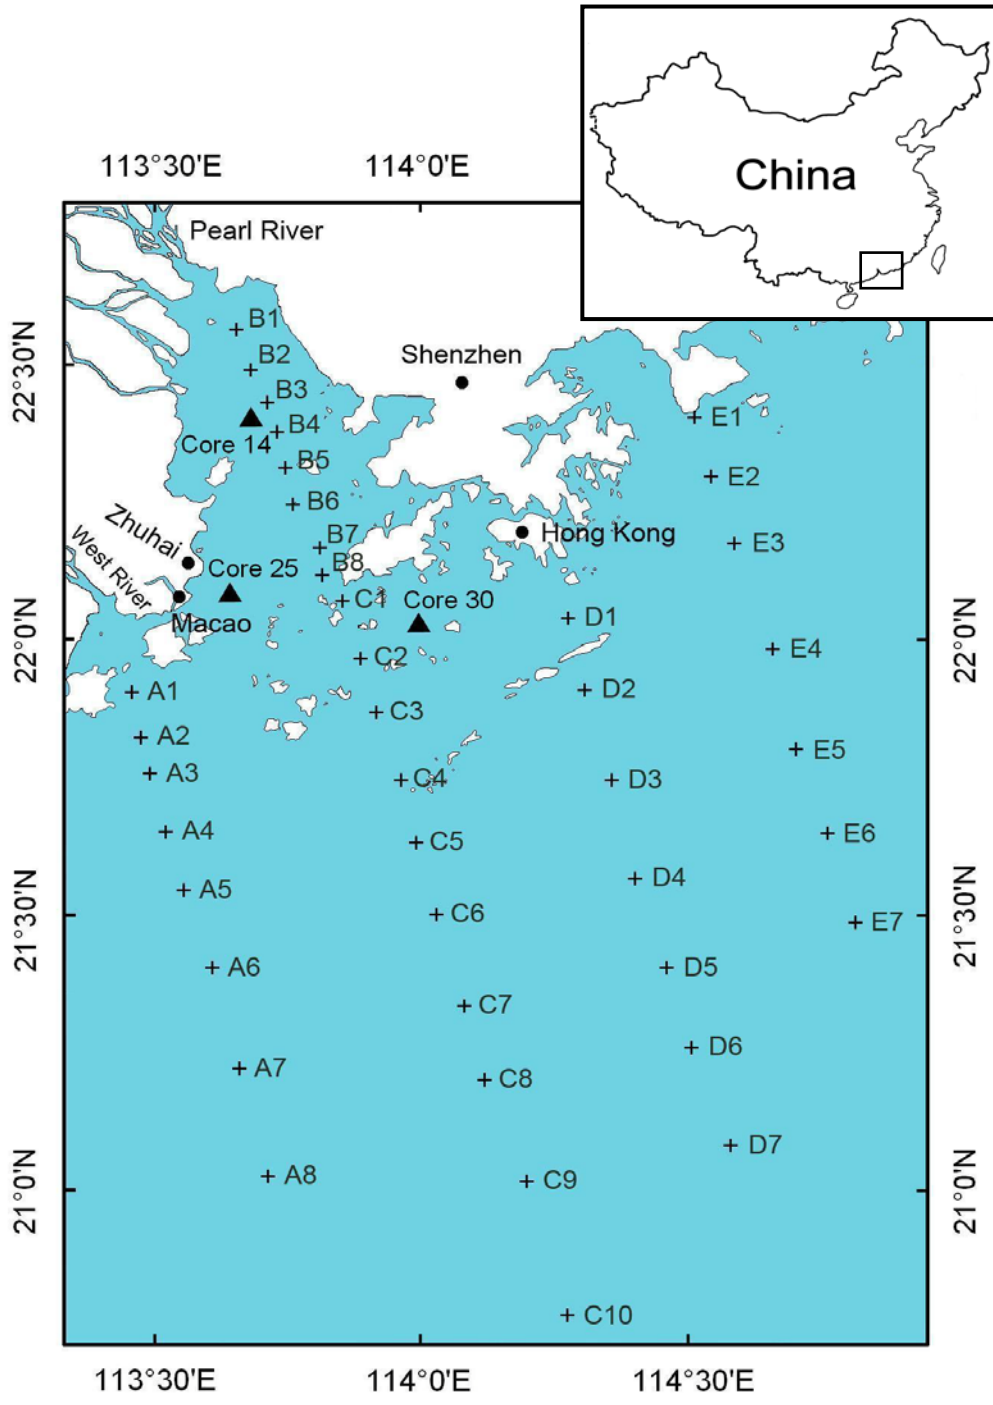 China
113°30'E
114°0'E
Pearl River
B1
22°30'N
Shenzhen
B2
B3
E1
B4
Core 14
B5
E2
B6
Zhuhai
B7
Hong Kong
E3
West River
Core 25
B8
C1
Core 30
Macao
D1
22°0'N
22°0'N
E4
C2
A1
D2
C3
A2
E5
A3
C4
D3
A4
E6
C5
D4
A5
21°30'N
21°30'N
C6
E7
A6
D5
C7
D6
A7
C8
D7
A8
C9
21°0'N
21°0'N
C10
113°30'E
114°0'E
114°30'E